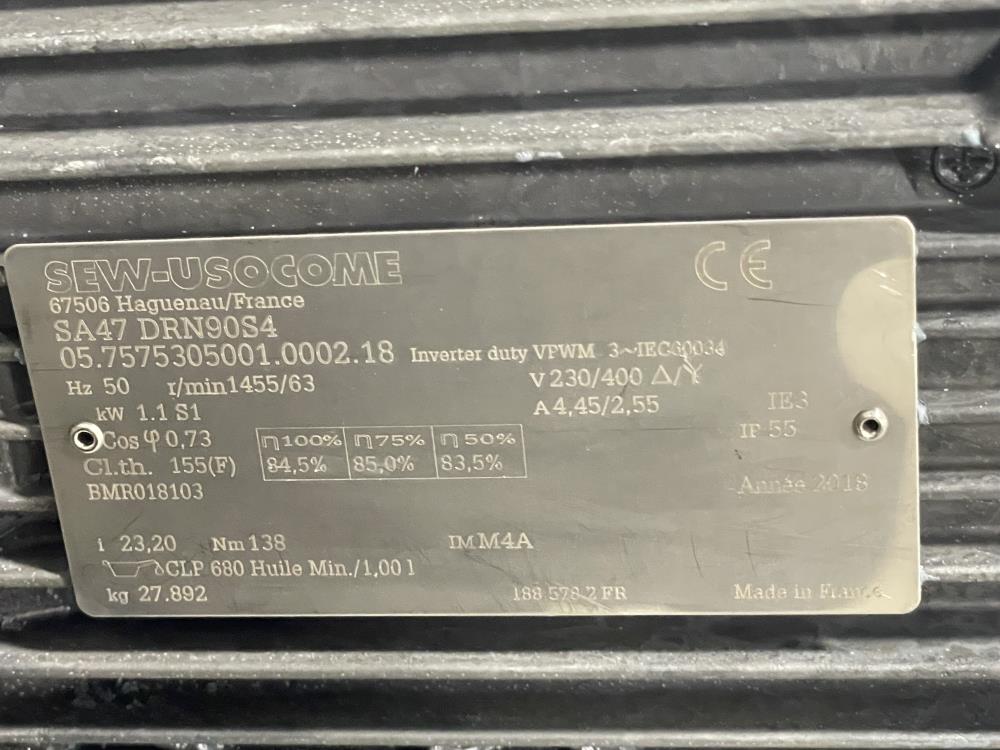 SEW-USOCOME CE
67506 Haguenau/France
SA47 DRN90S4
05.7575305001.0002.18 Inverter duty VPWM 3~IEC60034
Hz 50 r/min1455/63 V 230/400 Δ/Y
kW 1.1 S1 A 4,45/2,55 IE3
Cos φ 0,73 η100% η75% η50% IP 55
Cl.th. 155(F) 84,5% 85,0% 83,5%
BMR018103 Année 2018
i 23,20 Nm 138 IM M4A
CLP 680 Huile Min./1,00 l
kg 27.892 188 578 2 FR Made in France